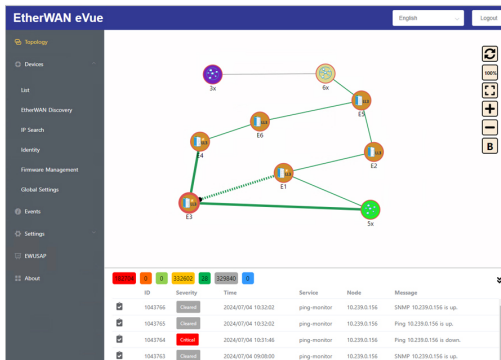 EtherWAN eVue
English
Logout
Topology
Devices
List
EtherWAN Discovery
IP Search
Identity
Firmware Management
Global Settings
Events
Settings
EWUSAP
About
3x
6x
E5
E6
E4
E2
E1
E3
5x
100%
B
0 0 332602 28 329840 0
ID Severity Time Service Node Message
1043766 Cleared 2024/07/04 10:32:02 ping-monitor 10.239.0.156 SNMP 10.239.0.156 is up.
1043765 Cleared 2024/07/04 10:32:02 ping-monitor 10.239.0.156 Ping 10.239.0.156 is up.
1043764 Critical 2024/07/04 10:31:46 ping-monitor 10.239.0.156 Ping 10.239.0.156 is down.
1043763 Cleared 2024/07/04 09:08:00 ping-monitor 10.239.0.156 SNMP 10.239.0.156 is up.